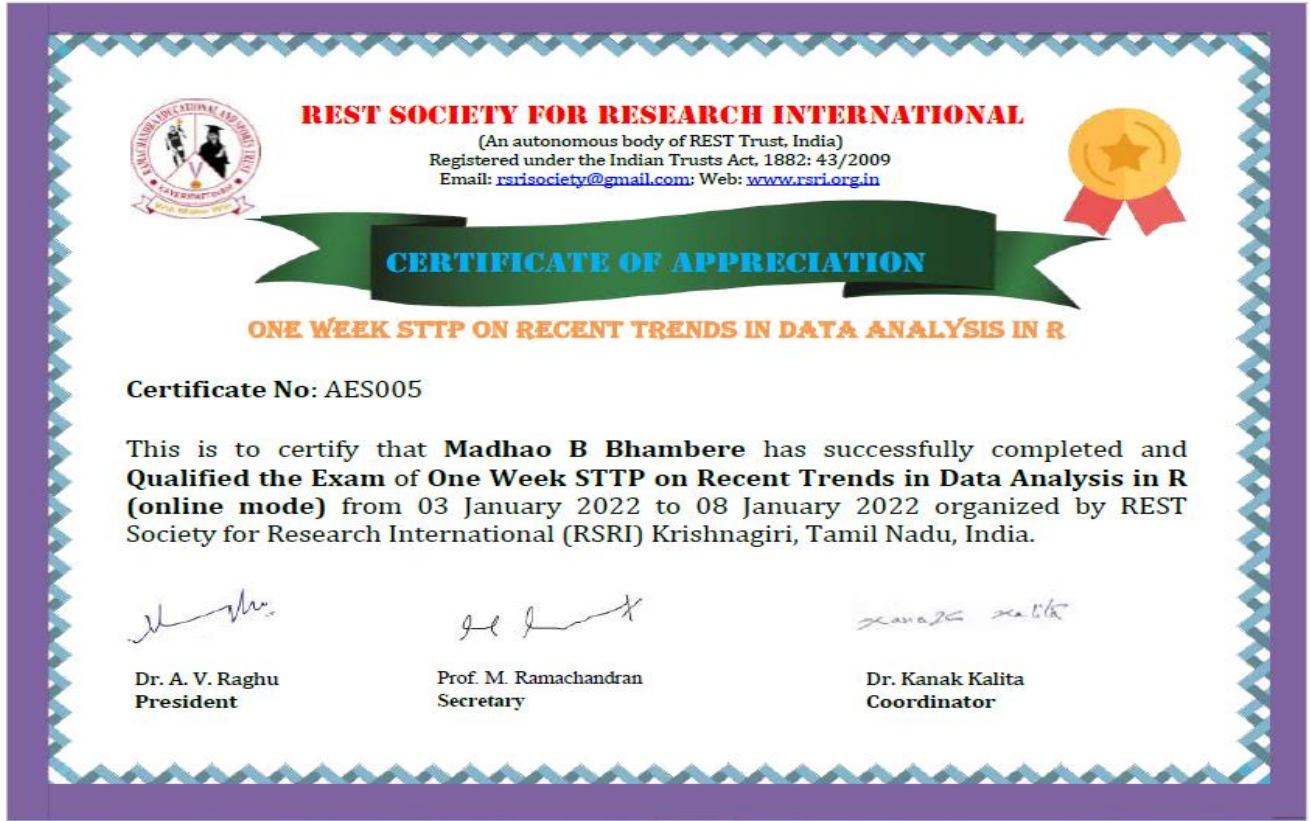 RAMACHANDRA EDUCATIONAL AND SPORTS TRUST
REST SOCIETY FOR RESEARCH INTERNATIONAL
(An autonomous body of REST Trust, India)
Registered under the Indian Trusts Act, 1882: 43/2009
Email: rsrisociety@gmail.com; Web: www.rsri.org.in
CERTIFICATE OF APPRECIATION
ONE WEEK STTP ON RECENT TRENDS IN DATA ANALYSIS IN R
Certificate No: AES005
This is to certify that Madhao B Bhambere has successfully completed and
Qualified the Exam of One Week STTP on Recent Trends in Data Analysis in R
(online mode) from 03 January 2022 to 08 January 2022 organized by REST
Society for Research International (RSRI) Krishnagiri, Tamil Nadu, India.
Dr. A. V. Raghu
President
Prof. M. Ramachandran
Secretary
Dr. Kanak Kalita
Coordinator